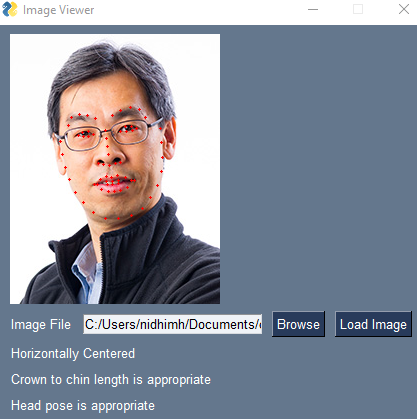 Image Viewer
Image File C:/Users/nidhimh/Documents/ Browse Load Image
Horizontally Centered
Crown to chin length is appropriate
Head pose is appropriate